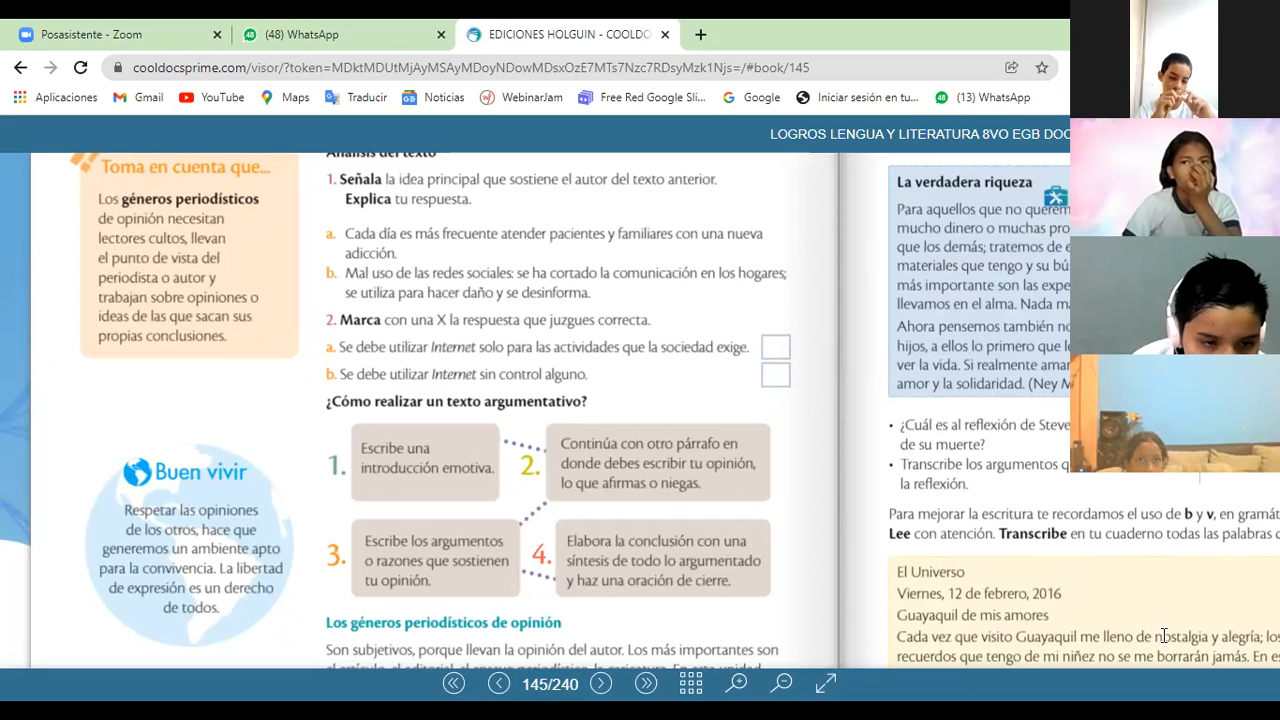 Posasistente - Zoom
(48) WhatsApp
EDICIONES HOLGUIN - COOLDO
cooldocsprime.com/visor/?token=MDktMDUtMjAyMSAyMDoyNDowMDsxOzE7MTs7Nzc7RDsyMzk1Njs=/#book/145
Aplicaciones
Gmail
YouTube
Maps
Traducir
Noticias
WebinarJam
Free Red Google Sli...
Google
Iniciar sesión en tu...
(13) WhatsApp
LOGROS LENGUA Y LITERATURA 8VO EGB DOC
Toma en cuenta que...
Los géneros periodísticos
de opinión necesitan
lectores cultos, llevan
el punto de vista del
periodista o autor y
trabajan sobre opiniones o
ideas de las que sacan sus
propias conclusiones.
Buen vivir
Respetar las opiniones
de los otros, hace que
generemos un ambiente apto
para la convivencia. La libertad
de expresión es un derecho
de todos.
Análisis del texto
1. Señala la idea principal que sostiene el autor del texto anterior.
Explica tu respuesta.
a. Cada día es más frecuente atender pacientes y familiares con una nueva
adicción.
b. Mal uso de las redes sociales: se ha cortado la comunicación en los hogares;
se utiliza para hacer daño y se desinforma.
2. Marca con una X la respuesta que juzgues correcta.
a. Se debe utilizar Internet solo para las actividades que la sociedad exige.
b. Se debe utilizar Internet sin control alguno.
¿Cómo realizar un texto argumentativo?
1. Escribe una
introducción emotiva.
2. Continúa con otro párrafo en
donde debes escribir tu opinión,
lo que afirmas o niegas.
3. Escribe los argumentos
o razones que sostienen
tu opinión.
4. Elabora la conclusión con una
síntesis de todo lo argumentado
y haz una oración de cierre.
Los géneros periodísticos de opinión
Son subjetivos, porque llevan la opinión del autor. Los más importantes son
La verdadera riqueza
Para aquellos que no querem
mucho dinero o muchas pro
que los demás; tratemos de e
materiales que tengo y su bú
más importante son las expe
llevamos en el alma. Nada m
Ahora pensemos también no
hijos, a ellos lo primero que le
ver la vida. Si realmente amar
amor y la solidaridad. (Ney M
• ¿Cuál es al reflexión de Steve
de su muerte?
• Transcribe los argumentos q
la reflexión.
Para mejorar la escritura te recordamos el uso de b y v, en gramát
Lee con atención. Transcribe en tu cuaderno todas las palabras c
El Universo
Viernes, 12 de febrero, 2016
Guayaquil de mis amores
Cada vez que visito Guayaquil me lleno de nostalgia y alegría; los
recuerdos que tengo de mi niñez no se me borrarán jamás. En es
145/240